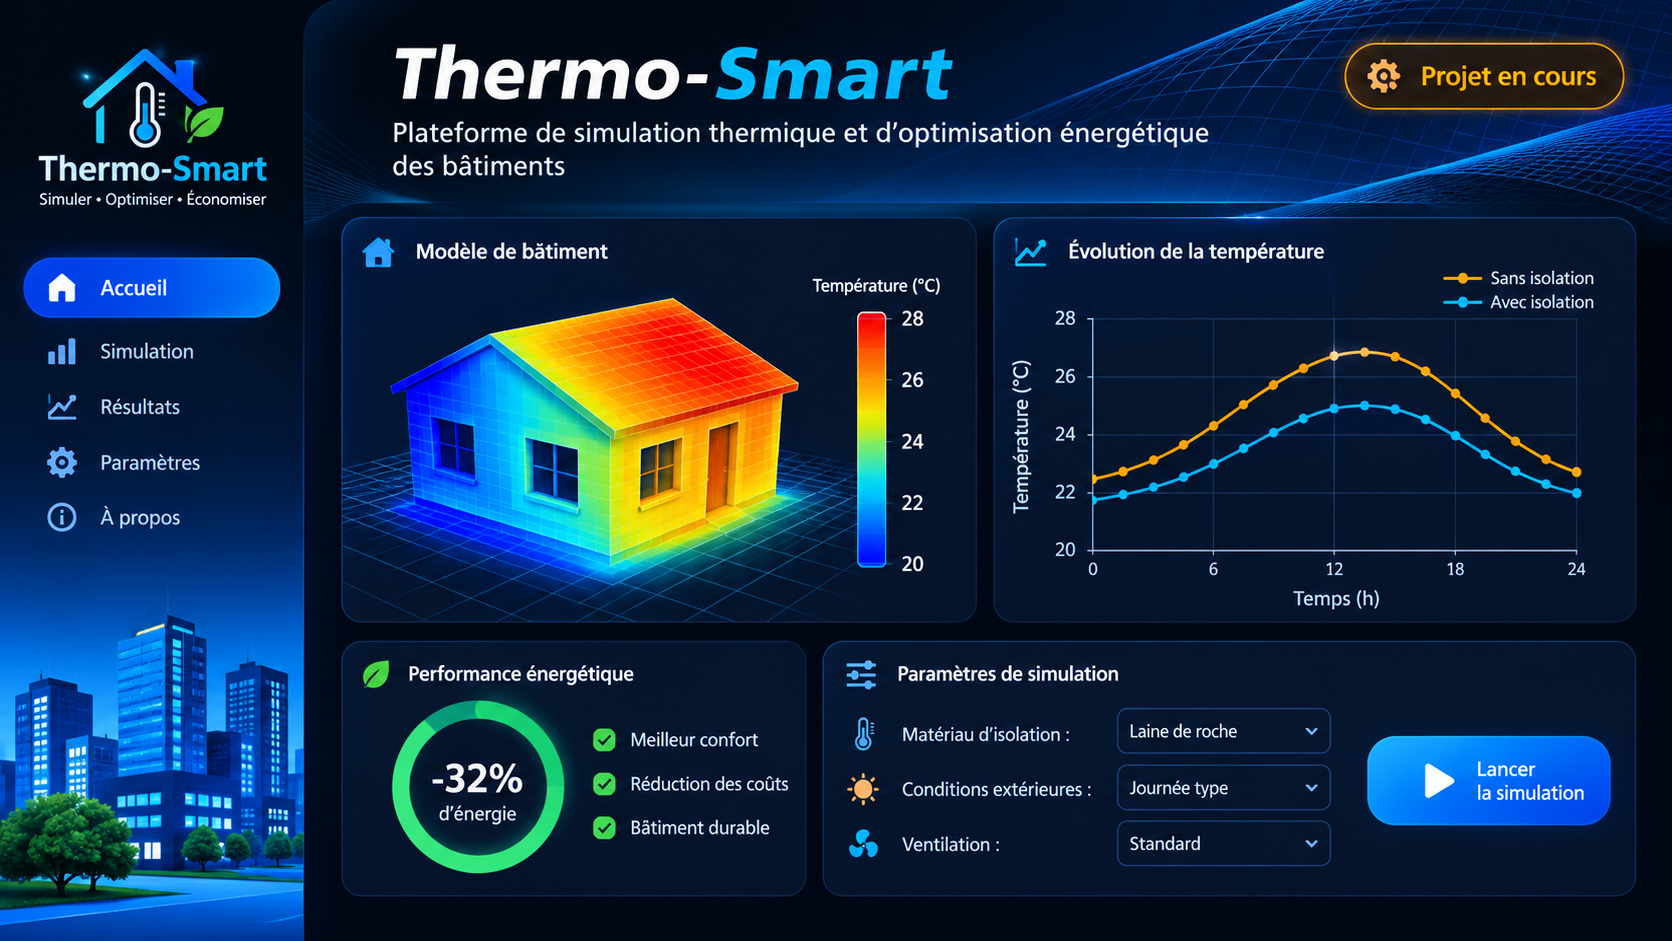 Thermo-Smart
Simuler • Optimiser • Économiser
Accueil
Simulation
Résultats
Paramètres
À propos
Thermo-Smart
Plateforme de simulation thermique et d’optimisation énergétique
des bâtiments
Projet en cours
Modèle de bâtiment
Température (°C)
28
26
24
22
20
Évolution de la température
Sans isolation
Avec isolation
Température (°C)
28
26
24
22
20
0 6 12 18 24
Temps (h)
Performance énergétique
-32%
d’énergie
Meilleur confort
Réduction des coûts
Bâtiment durable
Paramètres de simulation
Matériau d’isolation : Laine de roche
Conditions extérieures : Journée type
Ventilation : Standard
Lancer
la simulation